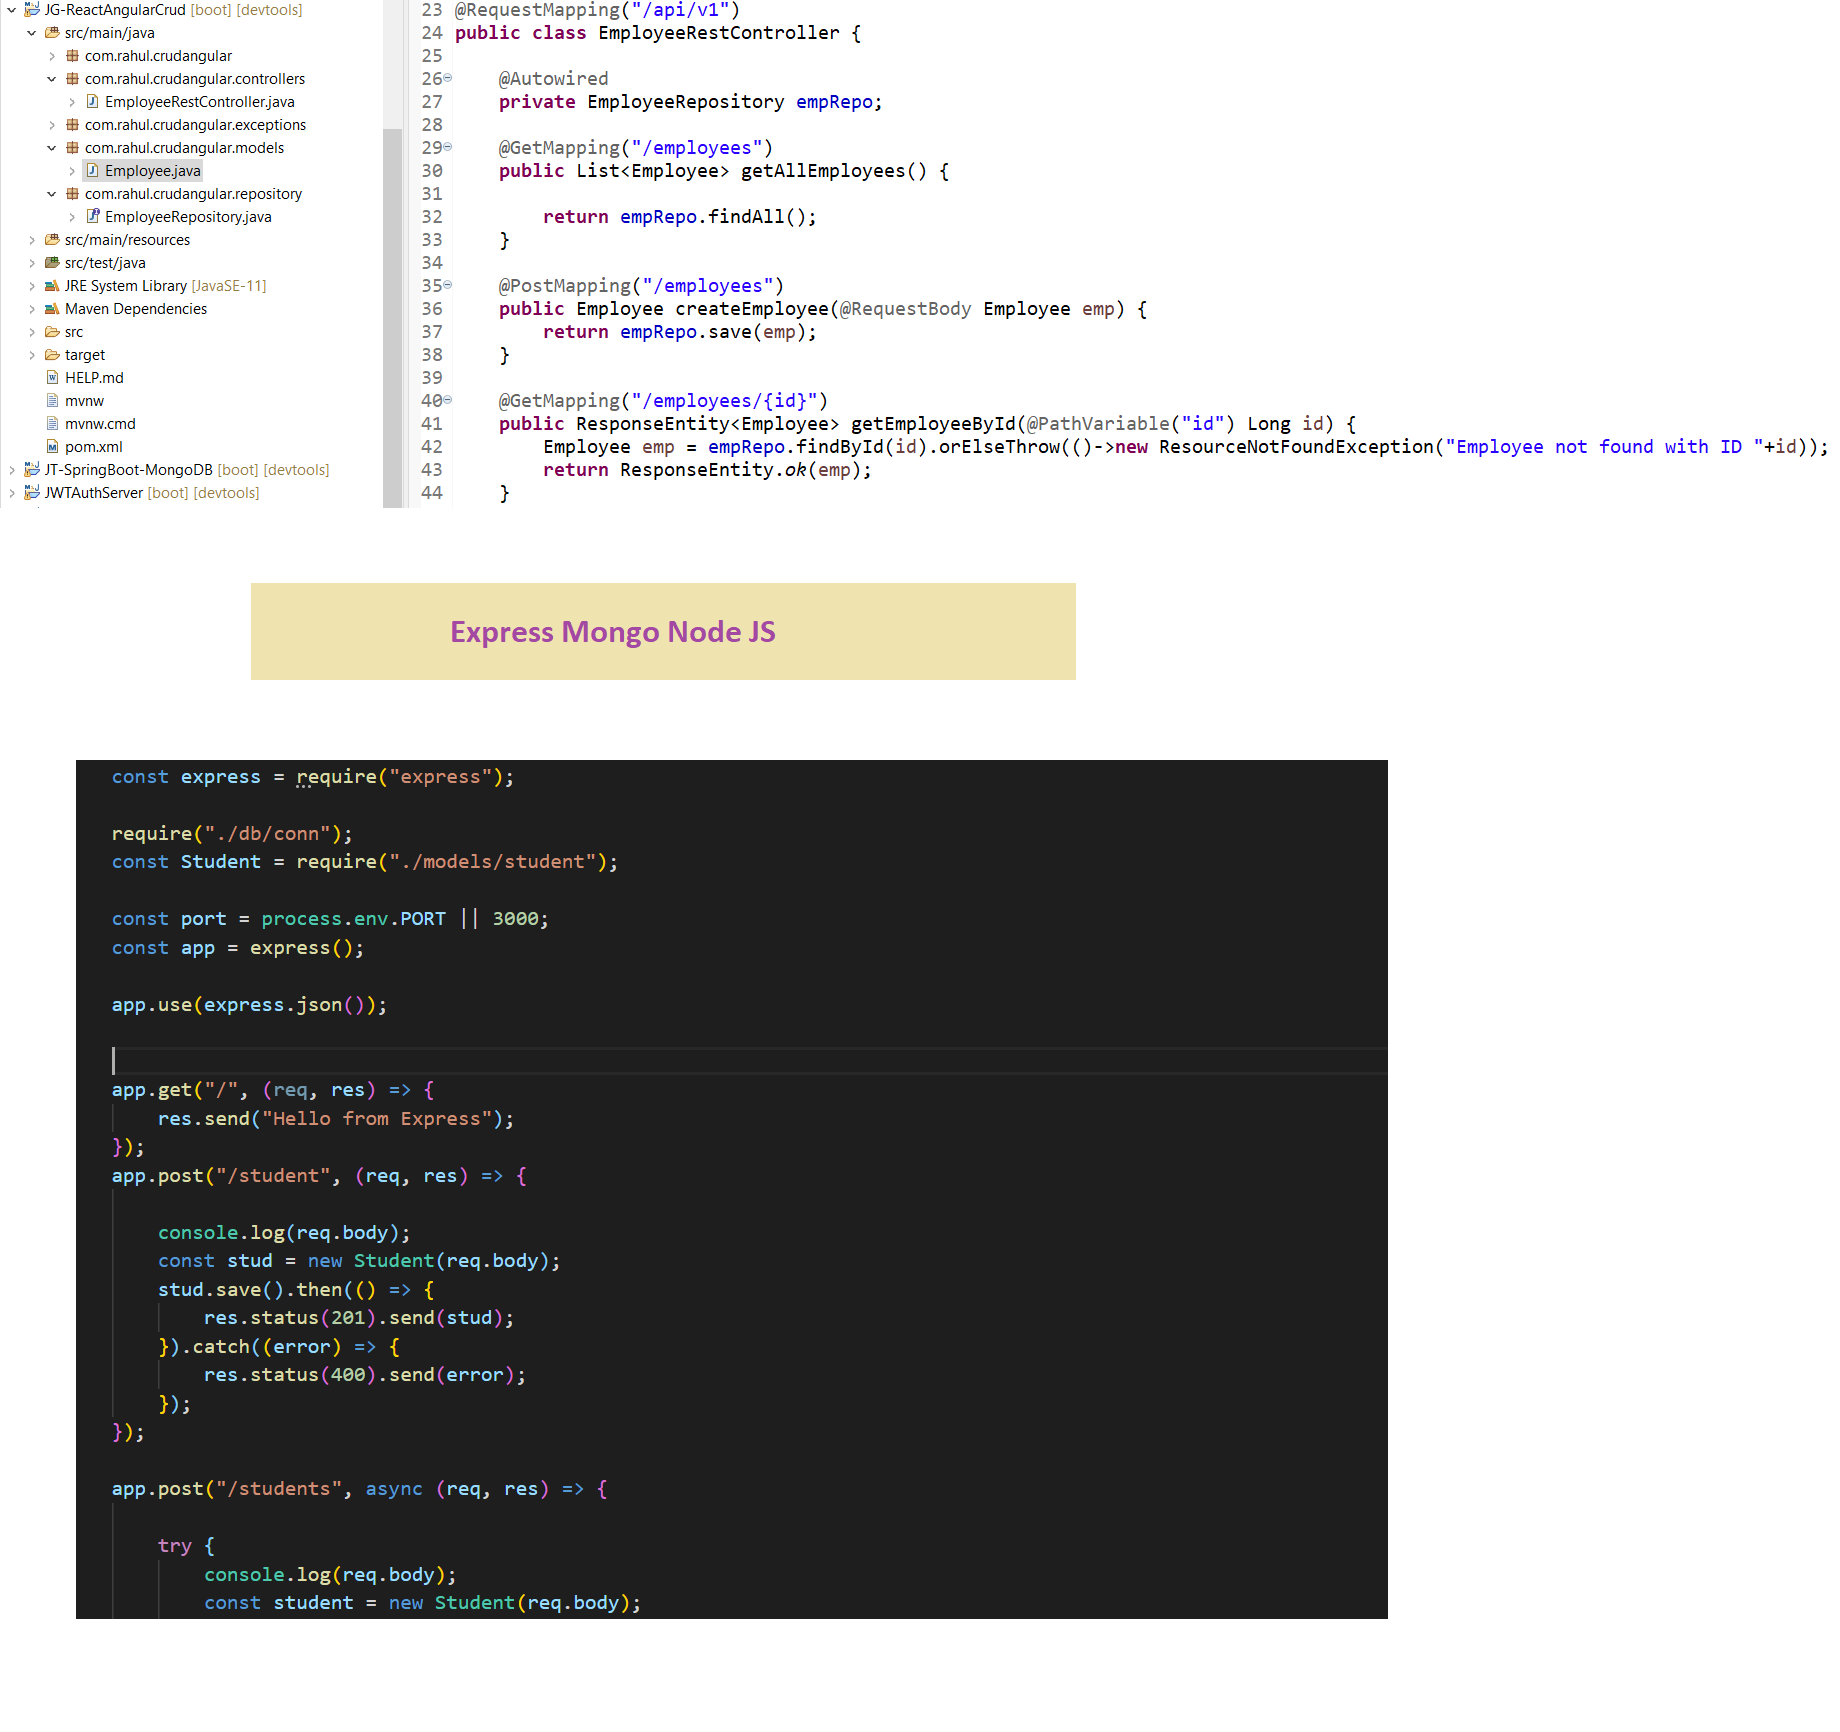 JG-ReactAngularCrud [boot] [devtools]
src/main/java
com.rahul.crudangular
com.rahul.crudangular.controllers
EmployeeRestController.java
com.rahul.crudangular.exceptions
com.rahul.crudangular.models
Employee.java
com.rahul.crudangular.repository
EmployeeRepository.java
src/main/resources
src/test/java
JRE System Library [JavaSE-11]
Maven Dependencies
src
target
HELP.md
mvnw
mvnw.cmd
pom.xml
JT-SpringBoot-MongoDB [boot] [devtools]
JWTAuthServer [boot] [devtools]
23 @RequestMapping("/api/v1")
24 public class EmployeeRestController {
25
26 @Autowired
27 private EmployeeRepository empRepo;
28
29 @GetMapping("/employees")
30 public List<Employee> getAllEmployees() {
31
32 return empRepo.findAll();
33 }
34
35 @PostMapping("/employees")
36 public Employee createEmployee(@RequestBody Employee emp) {
37 return empRepo.save(emp);
38 }
39
40 @GetMapping("/employees/{id}")
41 public ResponseEntity<Employee> getEmployeeById(@PathVariable("id") Long id) {
42 Employee emp = empRepo.findById(id).orElseThrow(()->new ResourceNotFoundException("Employee not found with ID "+id));
43 return ResponseEntity.ok(emp);
44 }
Express Mongo Node JS
const express = require("express");
require("./db/conn");
const Student = require("./models/student");
const port = process.env.PORT || 3000;
const app = express();
app.use(express.json());
app.get("/", (req, res) => {
res.send("Hello from Express");
});
app.post("/student", (req, res) => {
console.log(req.body);
const stud = new Student(req.body);
stud.save().then(() => {
res.status(201).send(stud);
}).catch((error) => {
res.status(400).send(error);
});
});
app.post("/students", async (req, res) => {
try {
console.log(req.body);
const student = new Student(req.body);